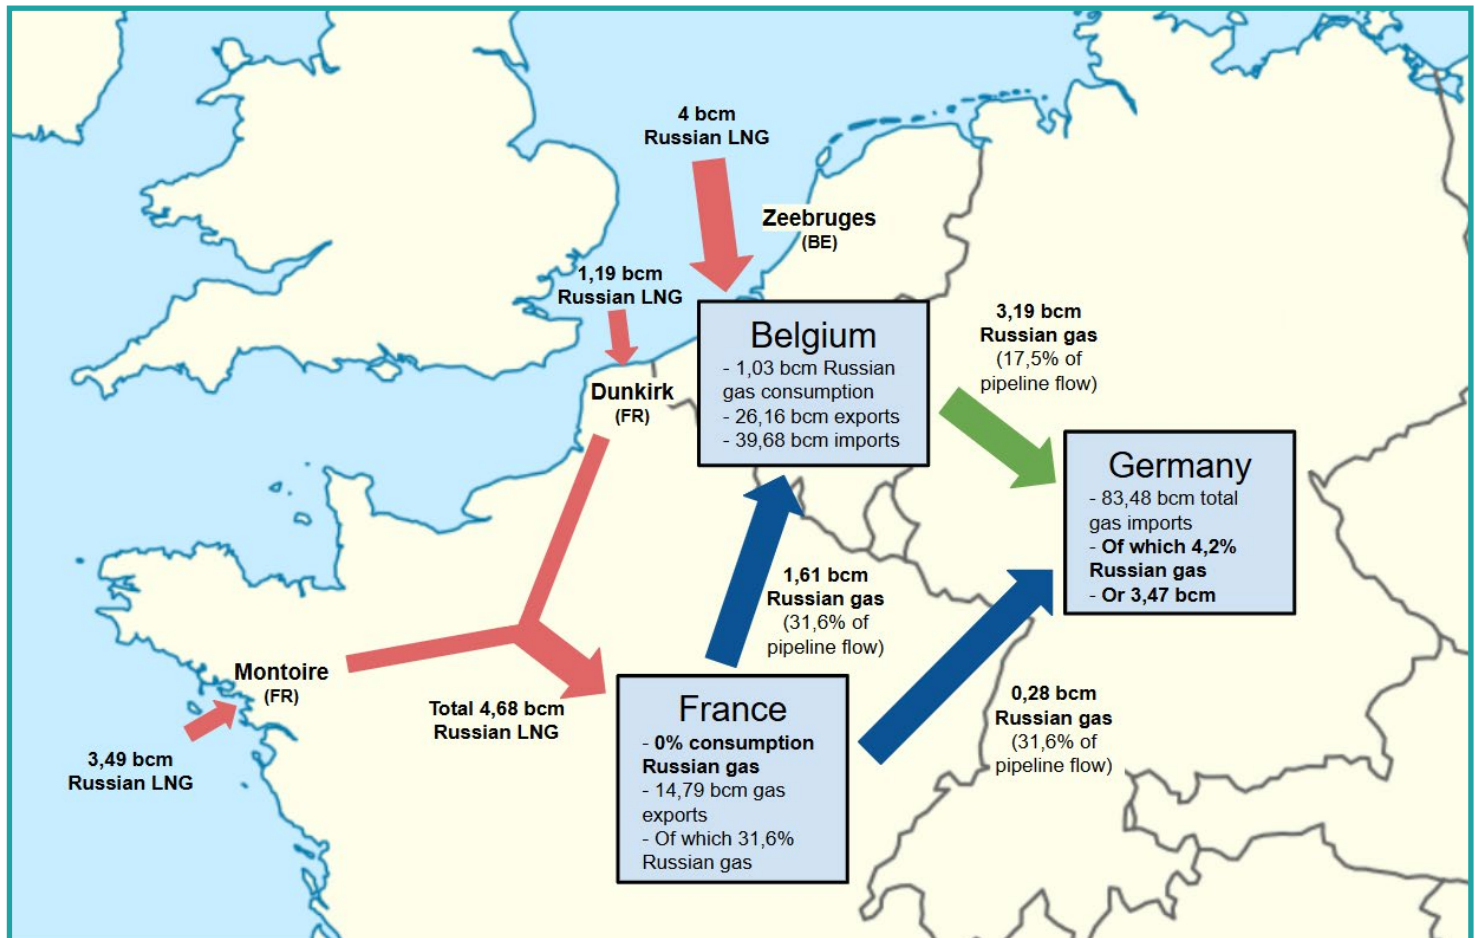 4 bcm
Russian LNG
Zeebruges
(BE)
1,19 bcm
Russian LNG
Dunkirk
(FR)
Belgium
- 1,03 bcm Russian
gas consumption
- 26,16 bcm exports
- 39,68 bcm imports
3,19 bcm
Russian gas
(17,5% of
pipeline flow)
Germany
- 83,48 bcm total
gas imports
- Of which 4,2%
Russian gas
- Or 3,47 bcm
1,61 bcm
Russian gas
(31,6% of
pipeline flow)
Montoire
(FR)
3,49 bcm
Russian LNG
Total 4,68 bcm
Russian LNG
France
- 0% consumption
Russian gas
- 14,79 bcm gas
exports
- Of which 31,6%
Russian gas
0,28 bcm
Russian gas
(31,6% of
pipeline flow)